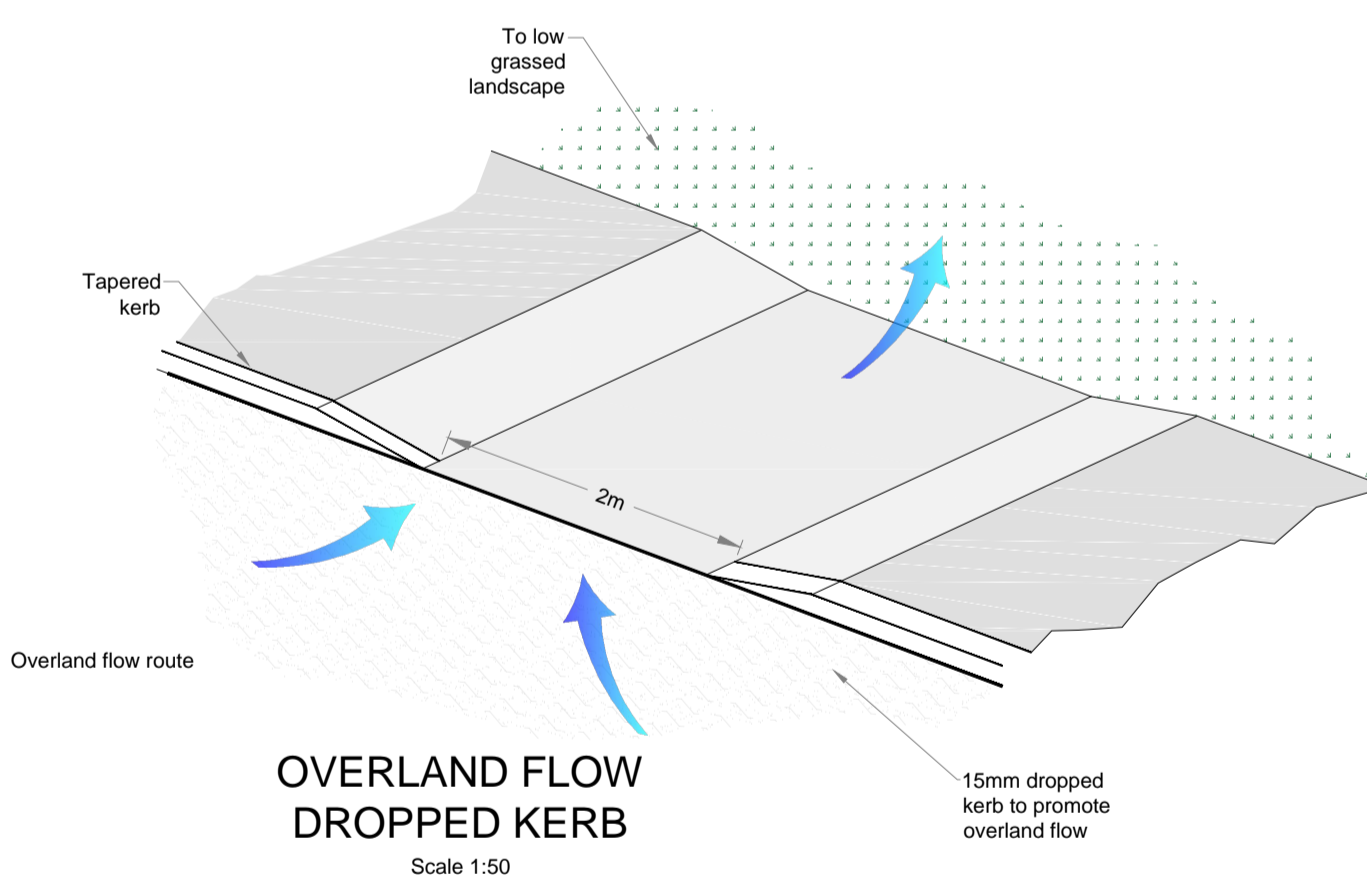 To low
grassed
landscape
Tapered
kerb
2m
Overland flow route
15mm dropped
kerb to promote
overland flow
OVERLAND FLOW
DROPPED KERB
Scale 1:50